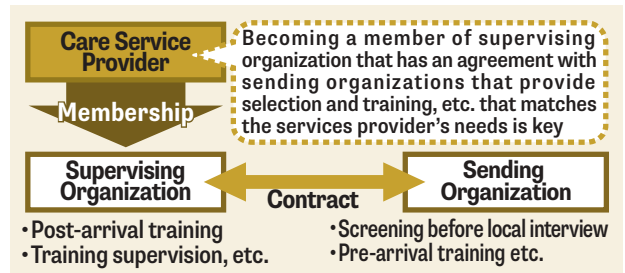 Care Service
Provider
Becoming a member of supervising
organization that has an agreement with
sending organizations that provide
selection and training, etc. that matches
the services provider's needs is key
Membership
Supervising
Organization
Contract
Sending
Organization
•Post-arrival training
•Training supervision, etc.
•Screening before local interview
•Pre-arrival training etc.